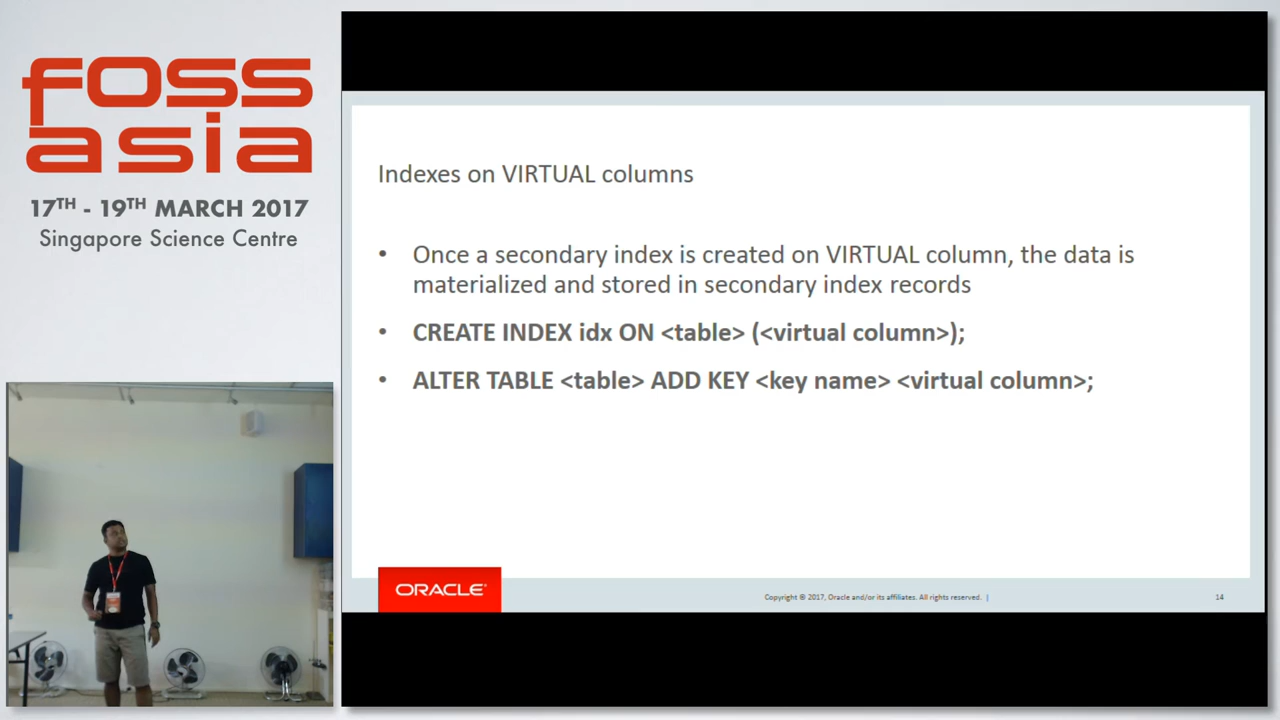 foss
asia
17TH - 19TH MARCH 2017
Singapore Science Centre
Indexes on VIRTUAL columns
• Once a secondary index is created on VIRTUAL column, the data is
materialized and stored in secondary index records
• CREATE INDEX idx ON <table> (<virtual column>);
• ALTER TABLE <table> ADD KEY <key name> <virtual column>;
ORACLE
Copyright © 2017, Oracle and/or its affiliates. All rights reserved. |
14